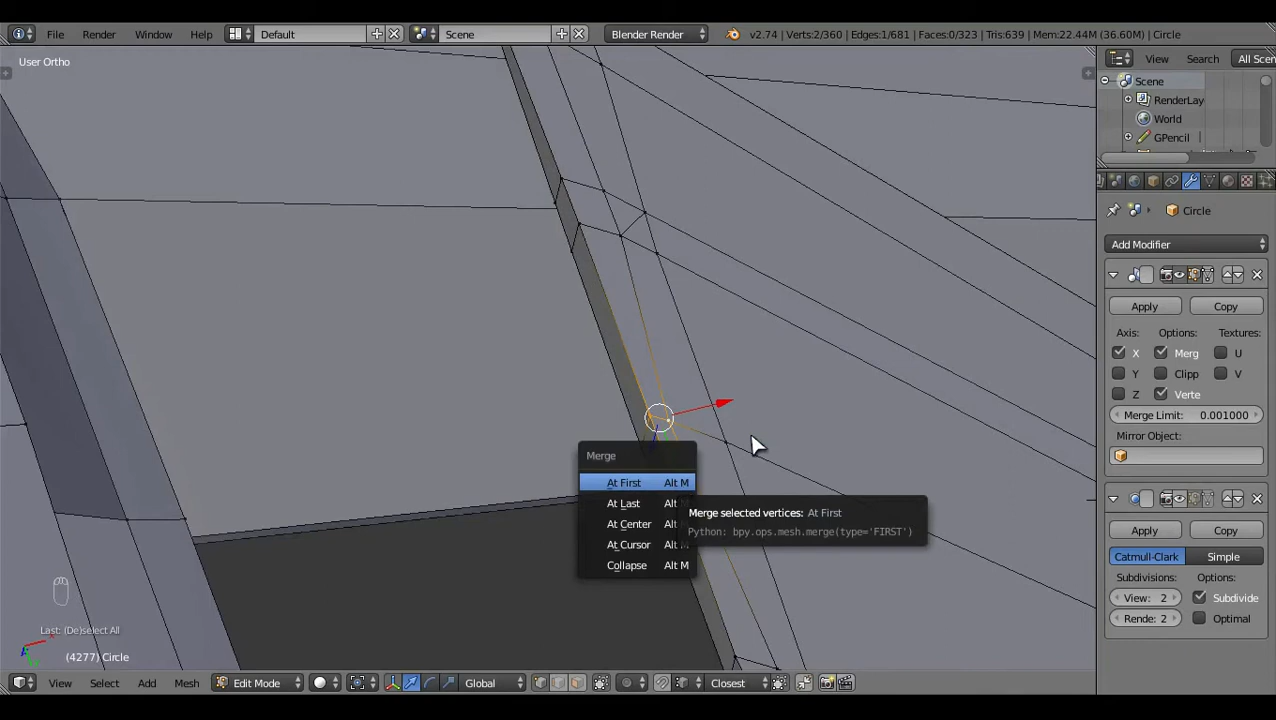 File Render Window Help Default Scene Blender Render v2.74 | Verts:2/360 | Edges:1/681 | Faces:0/323 | Tris:639 | Mem:22.44M (36.60M) | Circle
User Ortho
View Search All Scen
Scene
RenderLay
World
GPencil
Circle
Add Modifier
Apply Copy
Axis: Options: Textures:
X Merg U
Y Clipp V
Z Verte
Merge Limit: 0.001000
Mirror Object:
Apply Copy
Catmull-Clark Simple
Subdivisions: Options:
View: 2 Subdivide
Rende: 2 Optimal
Merge
At First Alt M
At Last Alt
At Center Alt
At Cursor Alt M
Collapse Alt M
Merge selected vertices: At First
Python: bpy.ops.mesh.merge(type='FIRST')
Last: (De)select All
(4277) Circle
View Select Add Mesh Edit Mode Global Closest